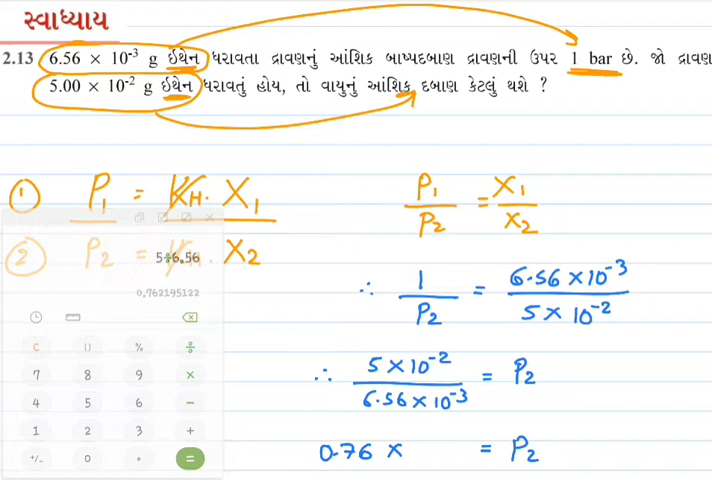 સ્વાધ્યાય
2.13 6.56 × 10⁻³ g ઈથેન ધરાવતા દ્રાવણનું આંશિક બાષ્પદબાણ દ્રાવણની ઉપર 1 bar છે. જો દ્રાવણ
5.00 × 10⁻² g ઈથેન ધરાવતું હોય, તો વાયુનું આંશિક દબાણ કેટલું થશે ?
① P₁ = K_H · X₁
② P₂ = K_H · X₂
P₁/P₂ = X₁/X₂
∴ 1/P₂ = 6.56 × 10⁻³ / 5 × 10⁻²
∴ 5 × 10⁻² / 6.56 × 10⁻³ = P₂
0.76 × = P₂
5÷6.56
0.762195122
C () % ÷
7 8 9 ×
4 5 6 −
1 2 3 +
+/− 0 . =